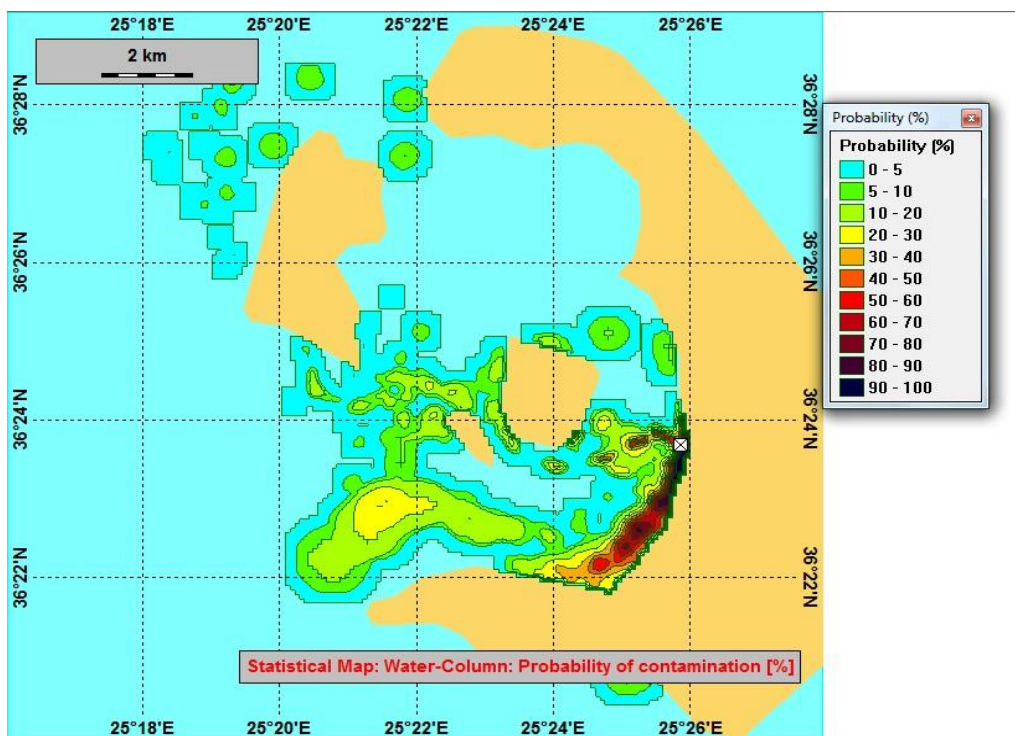 25°18'E 25°20'E 25°22'E 25°24'E 25°26'E
2 km
36°28'N 36°28'N
Probability (%)
Probability (%)
0 - 5
5 - 10
10 - 20
20 - 30
30 - 40
40 - 50
50 - 60
60 - 70
70 - 80
80 - 90
90 - 100
36°26'N 36°26'N
36°24'N 36°24'N
36°22'N 36°22'N
Statistical Map: Water-Column: Probability of contamination [%]
25°18'E 25°20'E 25°22'E 25°24'E 25°26'E